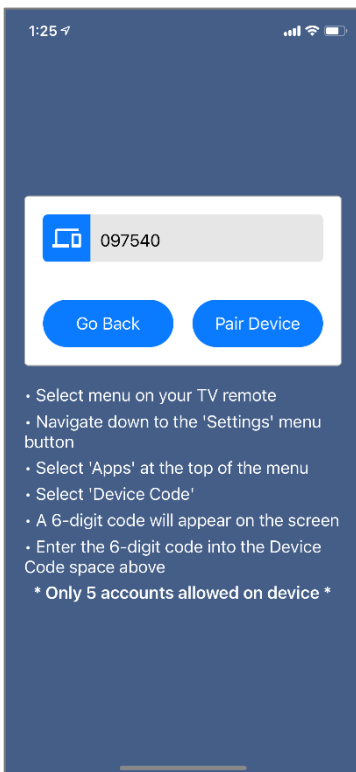 1:25
097540
Go Back
Pair Device
• Select menu on your TV remote
• Navigate down to the 'Settings' menu
button
• Select 'Apps' at the top of the menu
• Select 'Device Code'
• A 6-digit code will appear on the screen
• Enter the 6-digit code into the Device
Code space above
* Only 5 accounts allowed on device *